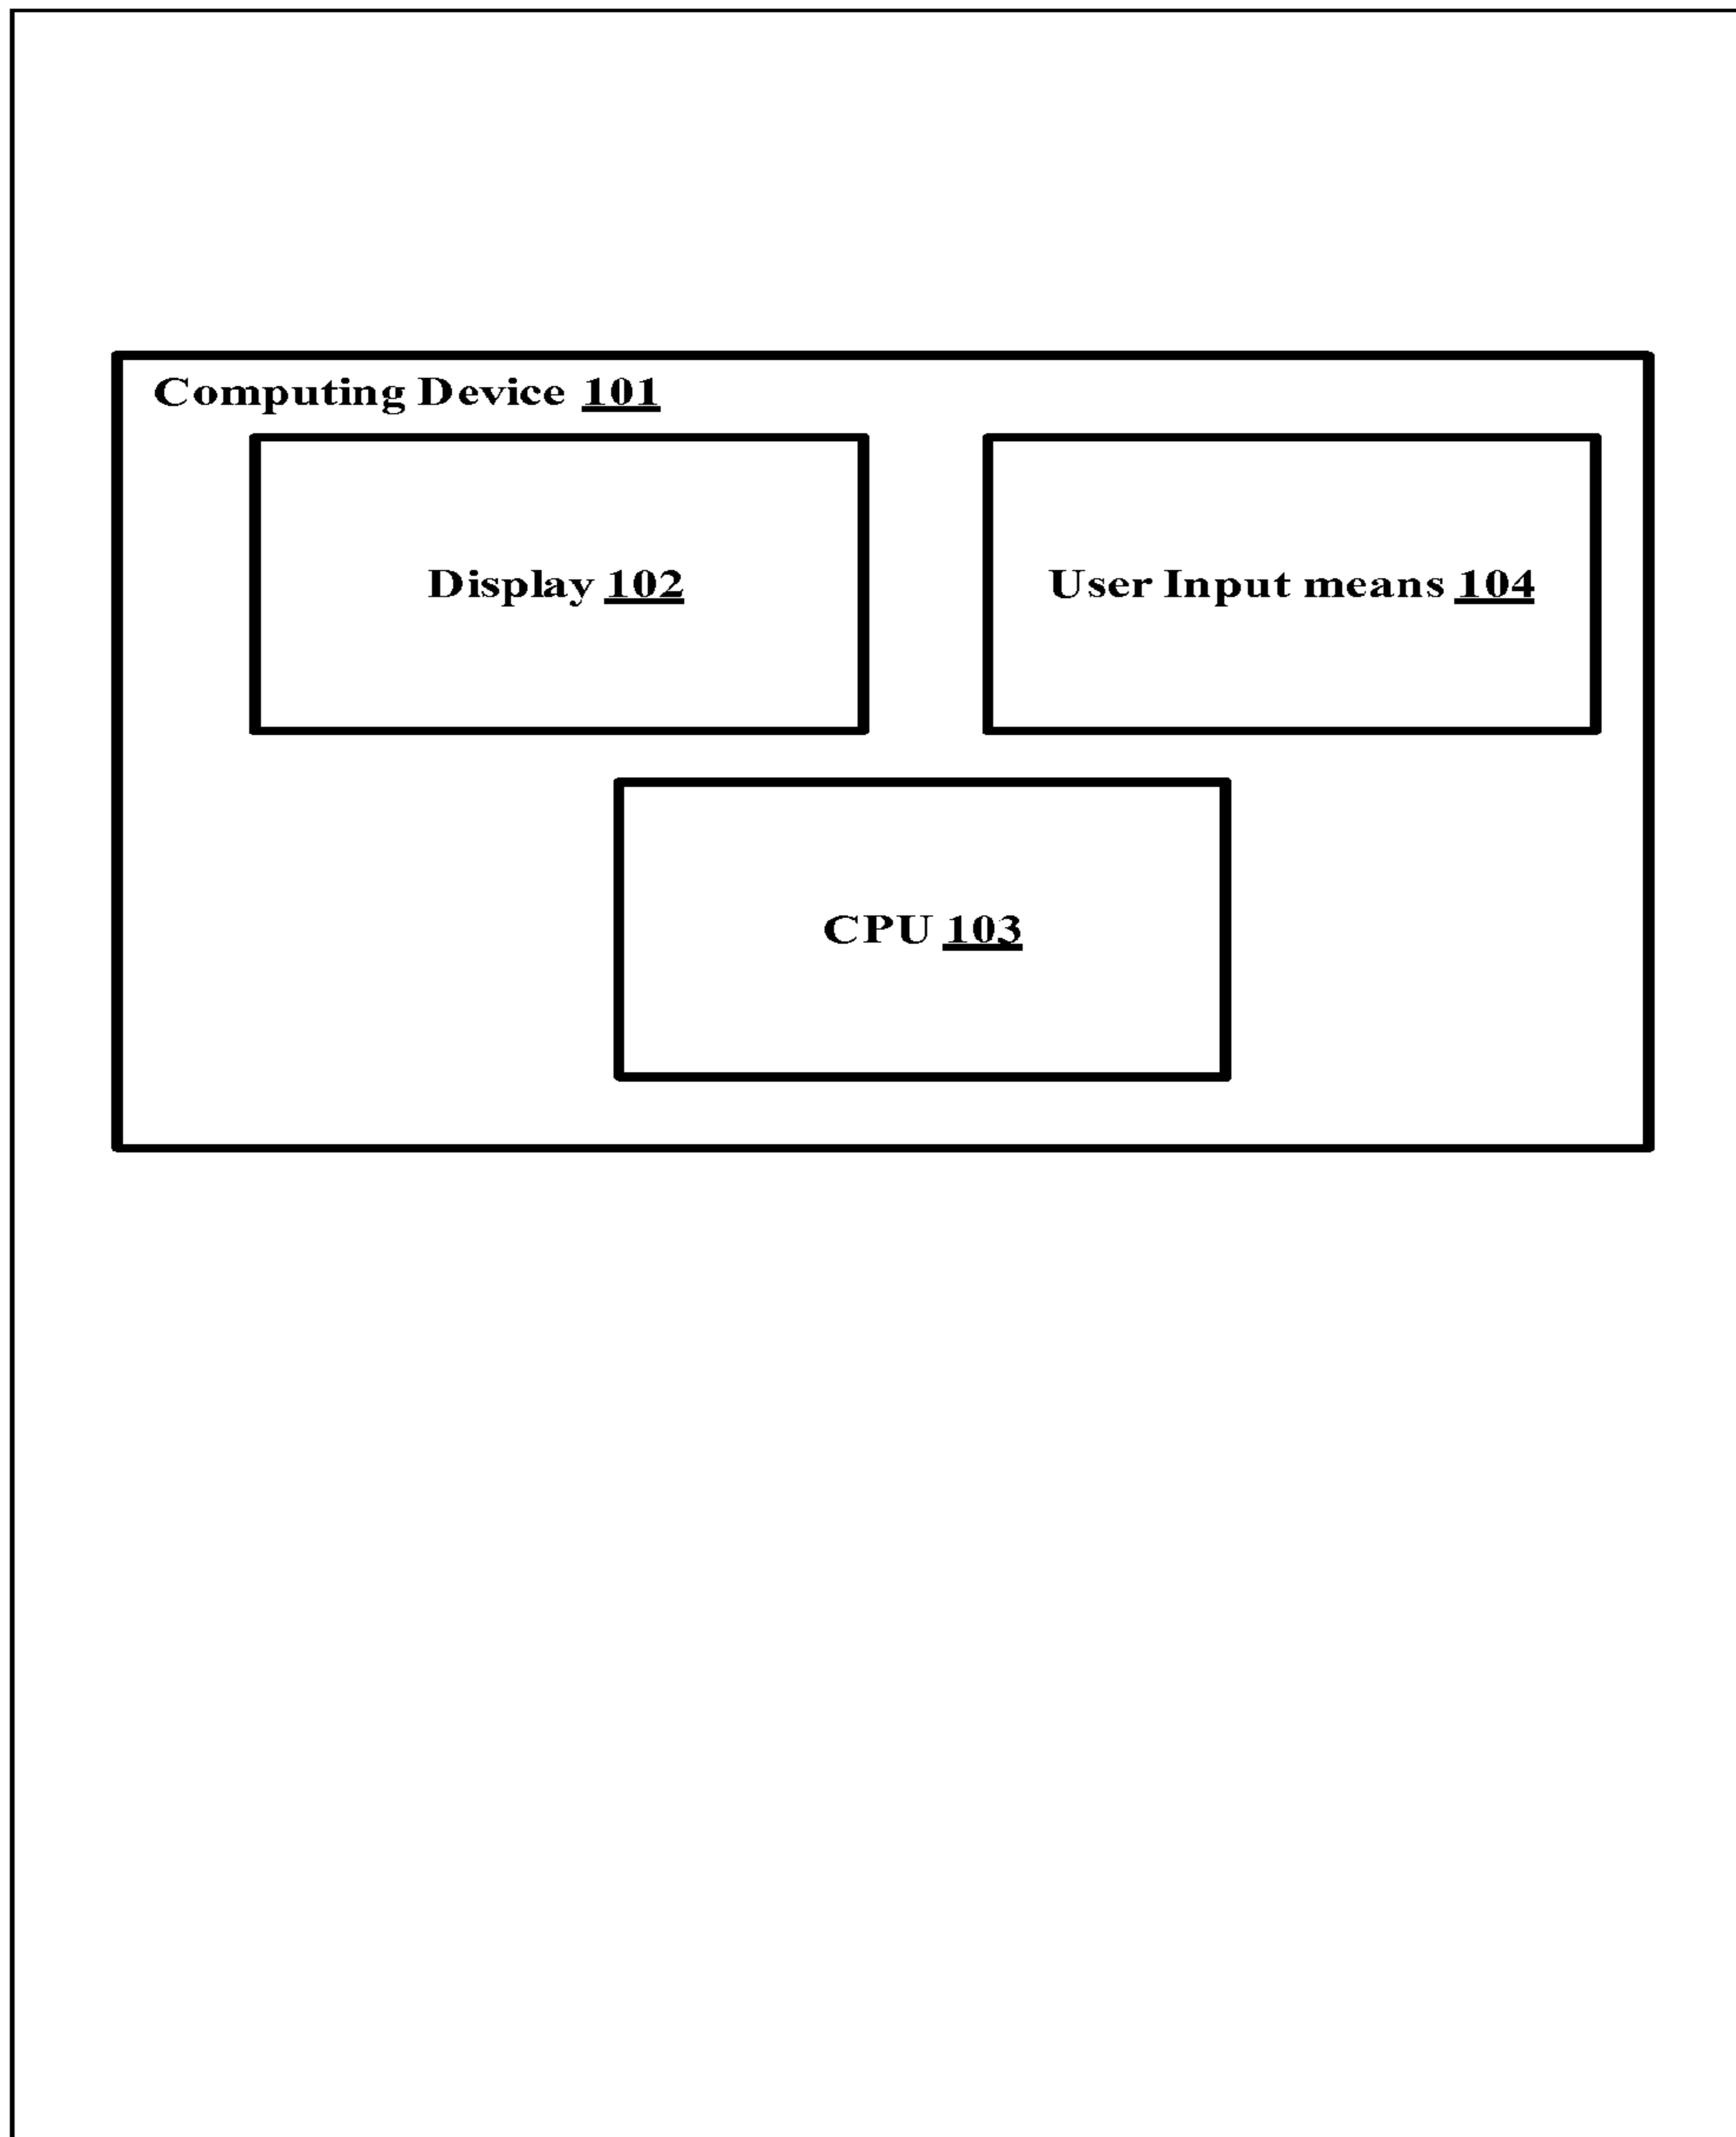 Computing Device 101
Display 102
User Input means 104
CPU 103